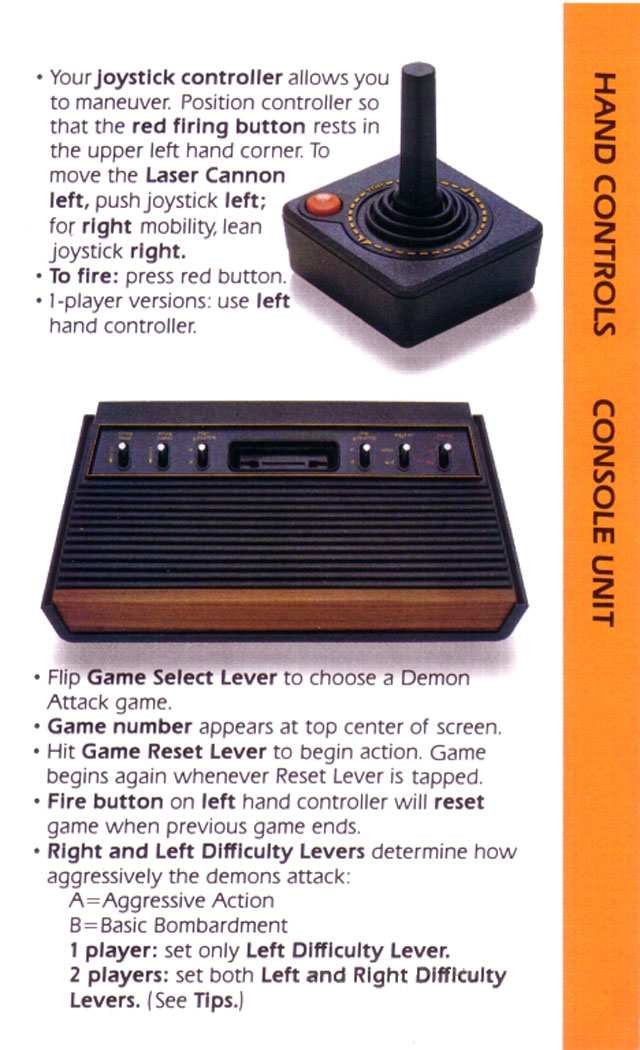 • Your joystick controller allows you
to maneuver. Position controller so
that the red firing button rests in
the upper left hand corner. To
move the Laser Cannon
left, push joystick left;
for right mobility, lean
joystick right.
• To fire: press red button.
• 1-player versions: use left
hand controller.
TOP
HAND CONTROLS
CONSOLE UNIT
• Flip Game Select Lever to choose a Demon
Attack game.
• Game number appears at top center of screen.
• Hit Game Reset Lever to begin action. Game
begins again whenever Reset Lever is tapped.
• Fire button on left hand controller will reset
game when previous game ends.
• Right and Left Difficulty Levers determine how
aggressively the demons attack:
A=Aggressive Action
B=Basic Bombardment
1 player: set only Left Difficulty Lever.
2 players: set both Left and Right Difficulty
Levers. (See Tips.)